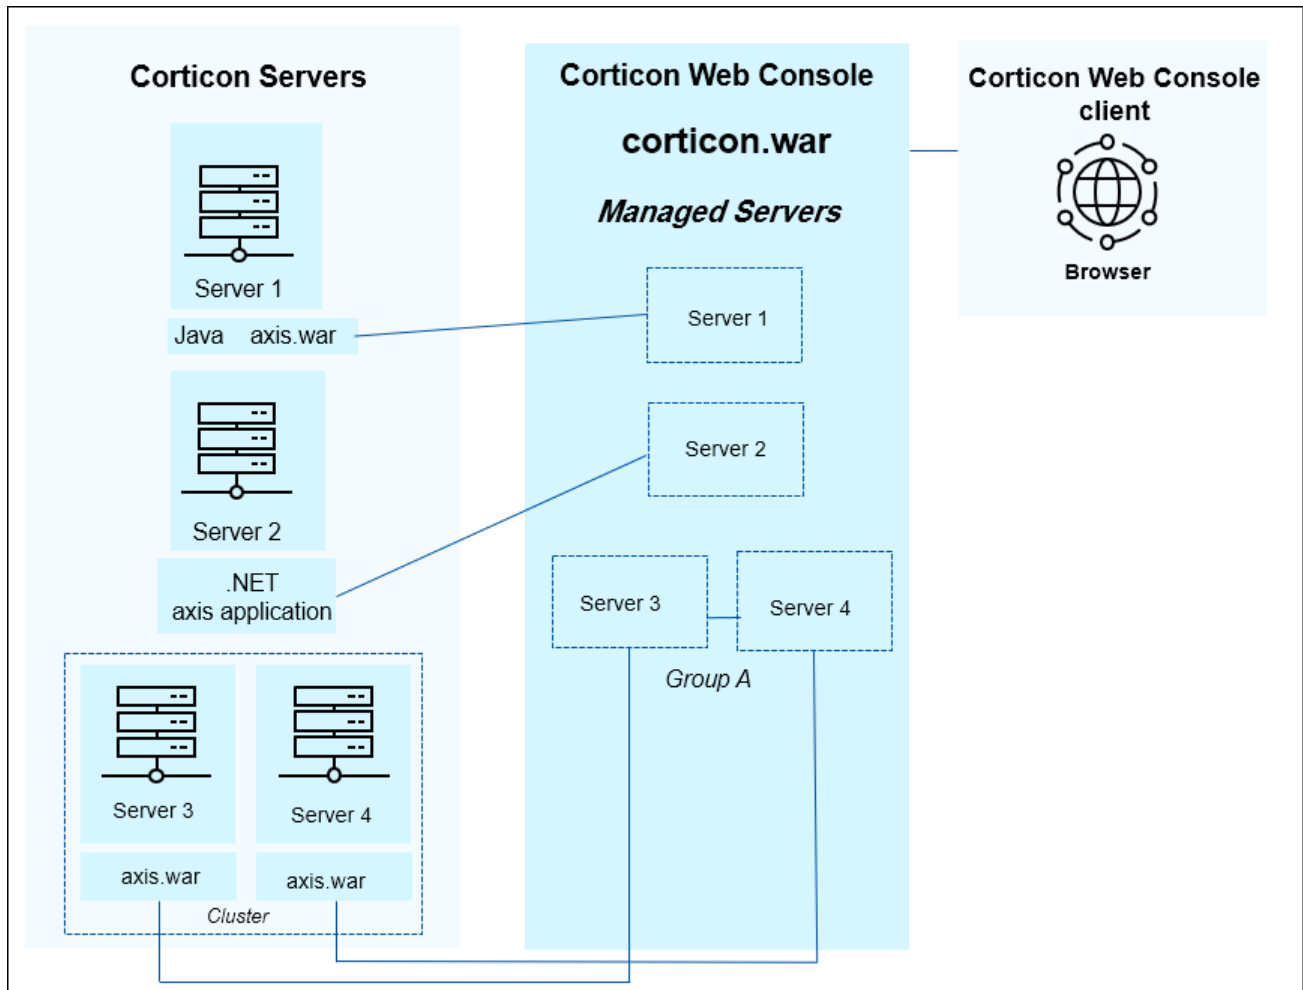 Corticon Servers
Server 1
Java axis.war
Server 2
.NET
axis application
Server 3
Server 4
axis.war
axis.war
Cluster
Corticon Web Console
corticon.war
Managed Servers
Server 1
Server 2
Server 3
Server 4
Group A
Corticon Web Console
client
Browser